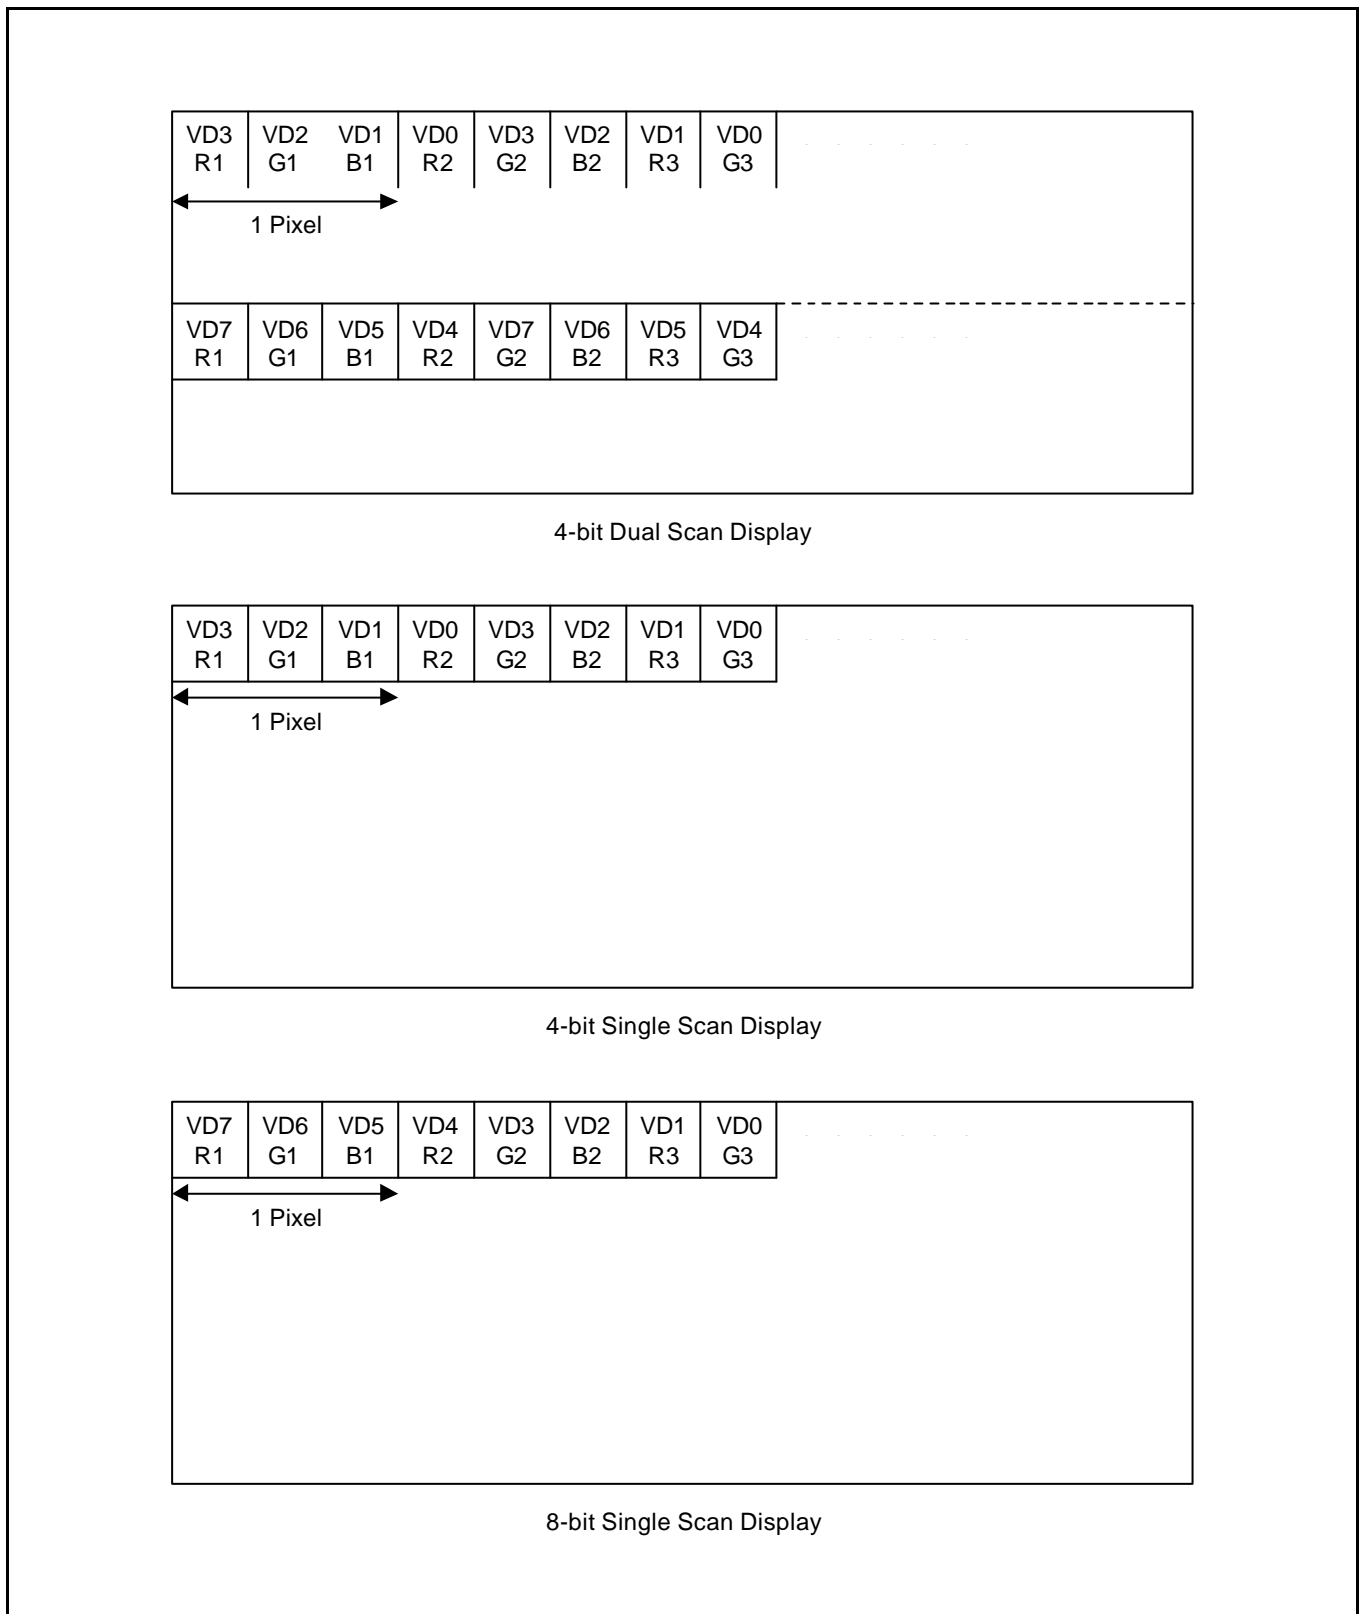 VD3 VD2 VD1 VD0 VD3 VD2 VD1 VD0
R1 G1 B1 R2 G2 B2 R3 G3
1 Pixel
VD7 VD6 VD5 VD4 VD7 VD6 VD5 VD4
R1 G1 B1 R2 G2 B2 R3 G3
4-bit Dual Scan Display
VD3 VD2 VD1 VD0 VD3 VD2 VD1 VD0
R1 G1 B1 R2 G2 B2 R3 G3
1 Pixel
4-bit Single Scan Display
VD7 VD6 VD5 VD4 VD3 VD2 VD1 VD0
R1 G1 B1 R2 G2 B2 R3 G3
1 Pixel
8-bit Single Scan Display